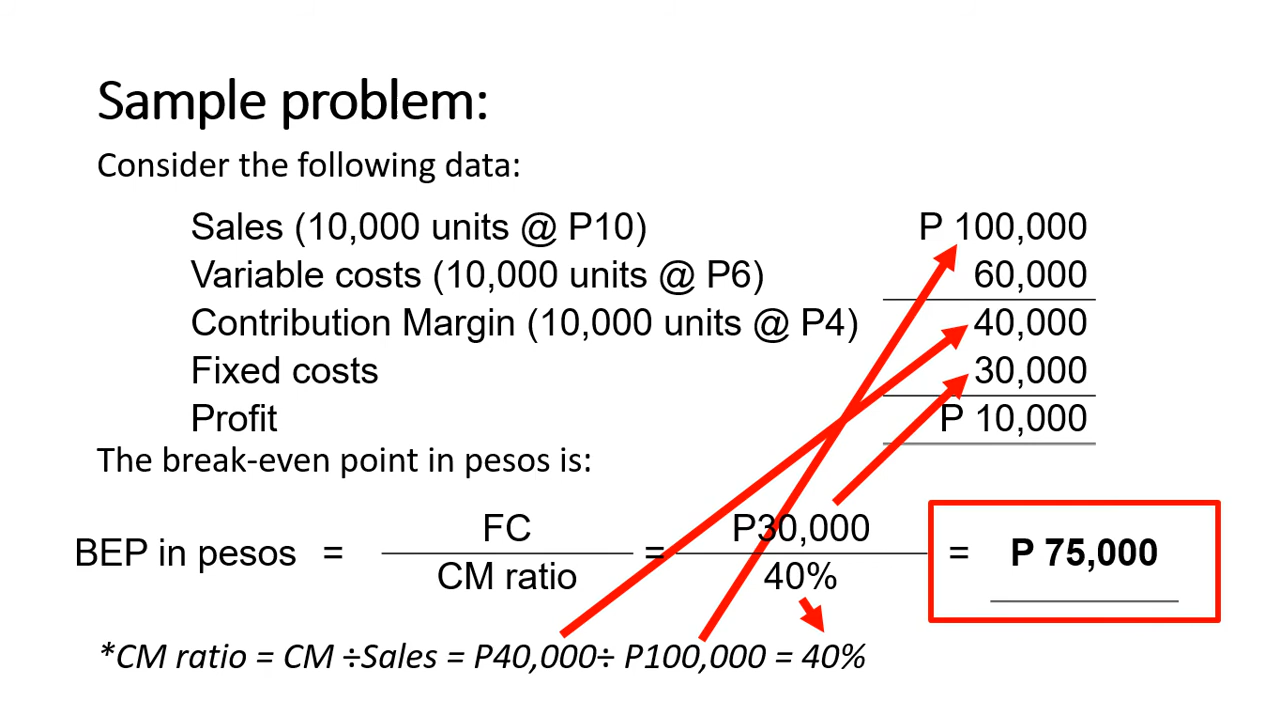 Sample problem:
Consider the following data:
Sales (10,000 units @ P10) P 100,000
Variable costs (10,000 units @ P6) 60,000
Contribution Margin (10,000 units @ P4) 40,000
Fixed costs 30,000
Profit P 10,000
The break-even point in pesos is:
FC P30,000
BEP in pesos = = = P 75,000
CM ratio 40%
*CM ratio = CM ÷Sales = P40,000÷ P100,000 = 40%